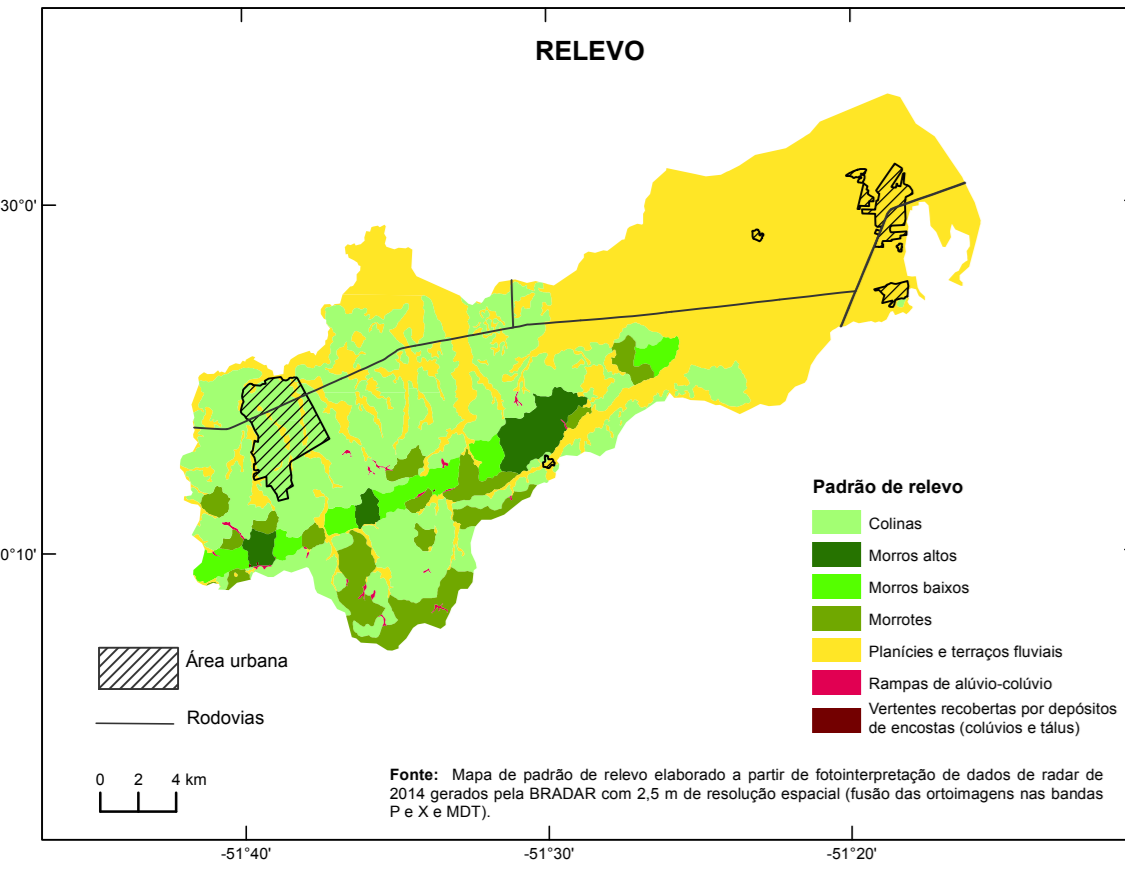 RELEVO
30°0'
0°10'
Padrão de relevo
Colinas
Morros altos
Morros baixos
Morrotes
Planícies e terraços fluviais
Rampas de alúvio-colúvio
Vertentes recobertas por depósitos
de encostas (colúvios e tálus)
Área urbana
Rodovias
0 2 4 km
Fonte: Mapa de padrão de relevo elaborado a partir de fotointerpretação de dados de radar de
2014 gerados pela BRADAR com 2,5 m de resolução espacial (fusão das ortoimagens nas bandas
P e X e MDT).
-51°40' -51°30' -51°20'